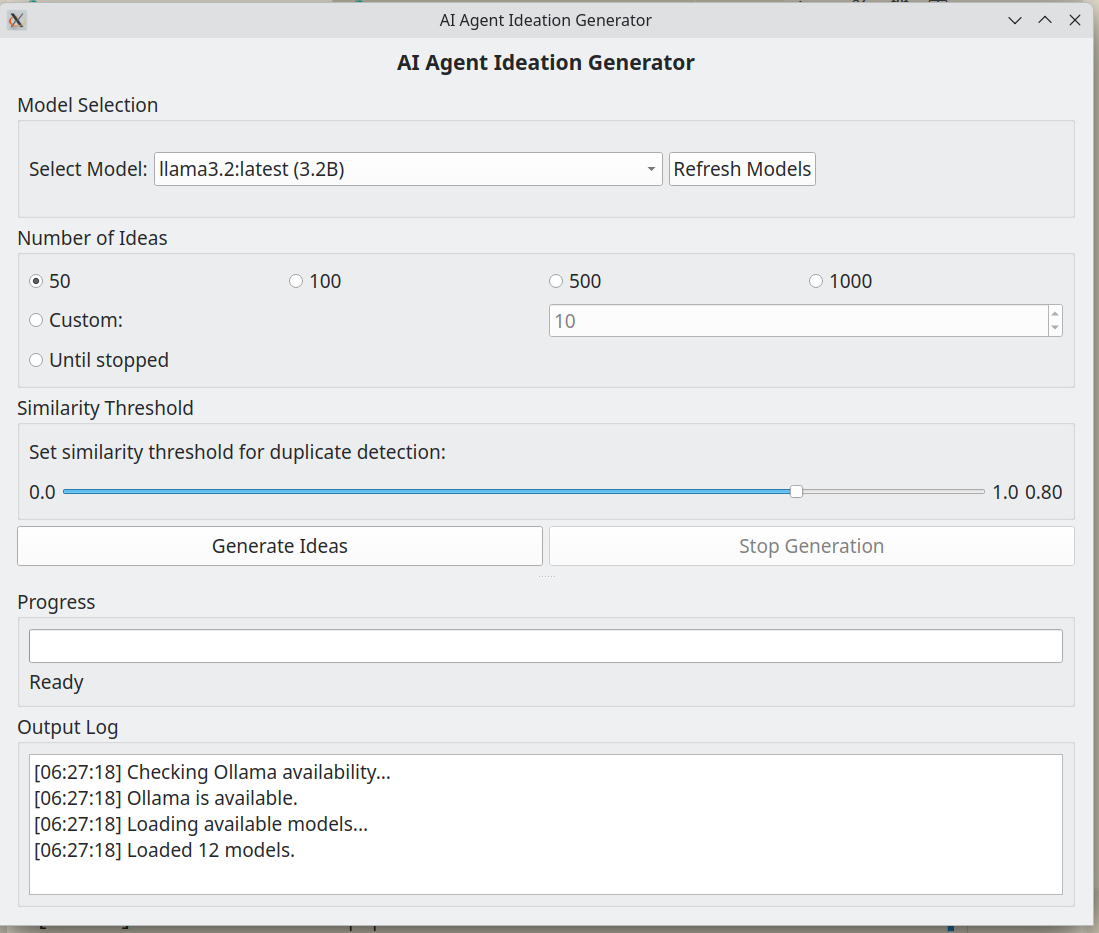 AI Agent Ideation Generator
AI Agent Ideation Generator
Model Selection
Select Model: llama3.2:latest (3.2B) Refresh Models
Number of Ideas
50 100 500 1000
Custom: 10
Until stopped
Similarity Threshold
Set similarity threshold for duplicate detection:
0.0 1.0 0.80
Generate Ideas Stop Generation
Progress
Ready
Output Log
[06:27:18] Checking Ollama availability...
[06:27:18] Ollama is available.
[06:27:18] Loading available models...
[06:27:18] Loaded 12 models.